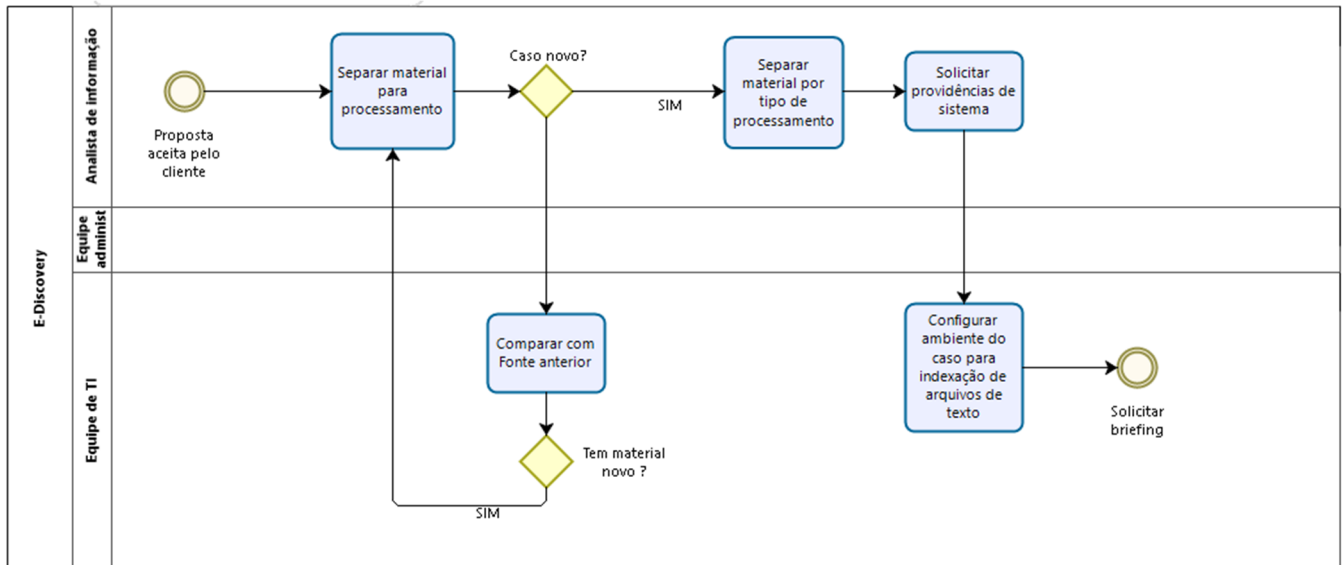 E-Discovery
Analista de informação
Proposta
aceita pelo
cliente
Separar material
para
processamento
Caso novo?
SIM
Separar
material por
tipo de
processamento
Solicitar
providências de
sistema
Equipe
administ
Equipe de TI
Comparar com
Fonte anterior
Tem material
novo ?
SIM
Configurar
ambiente do
caso para
indexação de
arquivos de
texto
Solicitar
briefing